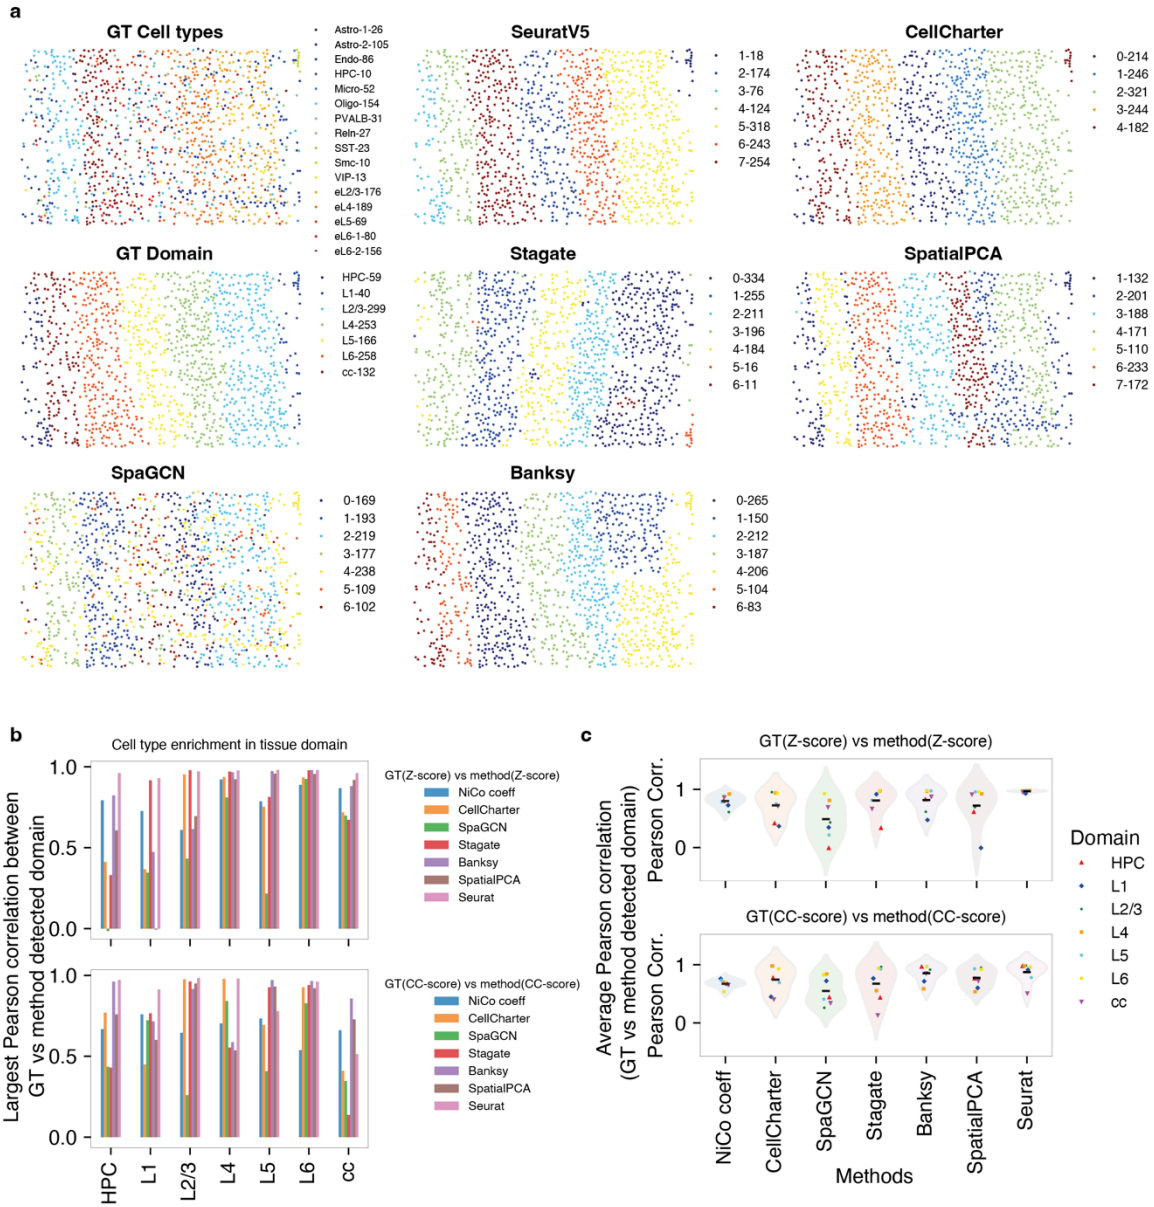 a
GT Cell types
Astro-1-26
Astro-2-105
Endo-86
HPC-10
Micro-52
Oligo-154
PVALB-31
Reln-27
SST-23
Smc-10
VIP-13
eL2/3-176
eL4-189
eL5-69
eL6-1-80
eL6-2-156
SeuratV5
1-18
2-174
3-76
4-124
5-318
6-243
7-254
CellCharter
0-214
1-246
2-321
3-244
4-182
GT Domain
HPC-59
L1-40
L2/3-299
L4-253
L5-166
L6-258
cc-132
Stagate
0-334
1-255
2-211
3-196
4-184
5-16
6-11
SpatialPCA
1-132
2-201
3-188
4-171
5-110
6-233
7-172
SpaGCN
0-169
1-193
2-219
3-177
4-238
5-109
6-102
Banksy
0-265
1-150
2-212
3-187
4-206
5-104
6-83
b
Cell type enrichment in tissue domain
Largest Pearson correlation between
GT vs method detected domain
1.0
0.5
0.0
GT(Z-score) vs method(Z-score)
NiCo coeff
CellCharter
SpaGCN
Stagate
Banksy
SpatialPCA
Seurat
1.0
0.5
0.0
GT(CC-score) vs method(CC-score)
NiCo coeff
CellCharter
SpaGCN
Stagate
Banksy
SpatialPCA
Seurat
HPC
L1
L2/3
L4
L5
L6
cc
c
GT(Z-score) vs method(Z-score)
Average Pearson correlation
(GT vs method detected domain)
Pearson Corr.
1
0
GT(CC-score) vs method(CC-score)
Pearson Corr.
1
0
NiCo coeff
CellCharter
SpaGCN
Stagate
Banksy
SpatialPCA
Seurat
Methods
Domain
HPC
L1
L2/3
L4
L5
L6
cc